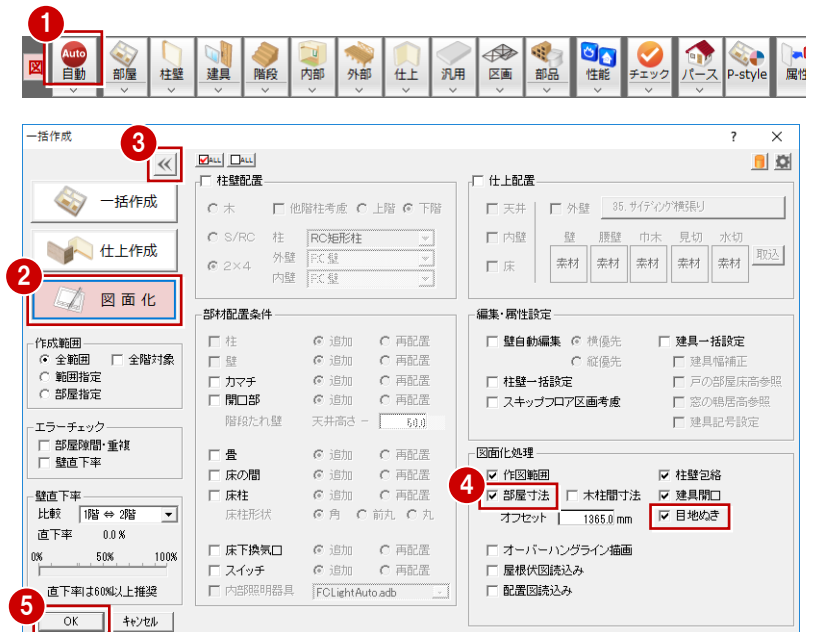 1
図
Auto
自動 部屋 柱壁 建具 階段 内部 外部 仕上 汎用 区画 部品 性能 チェック パース P-style
一括作成 ? ×
3
ALL ALL
一括作成
仕上作成
2
図面化
作成範囲
全範囲 全階対象
範囲指定
部屋指定
エラーチェック
部屋隙間・重複
壁直下率
壁直下率
比較 1階 ⇔ 2階
直下率 0.0 %
0% 50% 100%
直下率は60%以上推奨
5
OK キャンセル
柱壁配置
木 他階柱考慮 上階 下階
S/RC 柱 RC矩形柱
2×4 外壁 RC壁
内壁 RC壁
部材配置条件
柱 追加 再配置
壁 追加 再配置
カマチ 追加 再配置
開口部 追加 再配置
階段たれ壁 天井高さ － 50.0
畳 追加 再配置
床の間 追加 再配置
床柱 追加 再配置
床柱形状 角 前丸 丸
床下換気口 追加 再配置
スイッチ 追加 再配置
内部照明器具 FCLightAuto.adb
仕上配置
天井 外壁 35. サイディング横張り
内壁 壁 腰壁 巾木 見切 水切
床 素材 素材 素材 素材 素材 取込
編集・属性設定
壁自動編集 横優先 建具一括設定
縦優先 建具幅補正
柱壁一括設定 戸の部屋床高参照
スキップフロア区画考慮 窓の鴨居高参照
建具記号設定
図面化処理
作図範囲 柱壁包絡
4
部屋寸法 木柱間寸法 建具開口
オフセット 1365.0 mm 目地ぬき
オーバーハングライン描画
屋根伏図読込み
配置図読込み